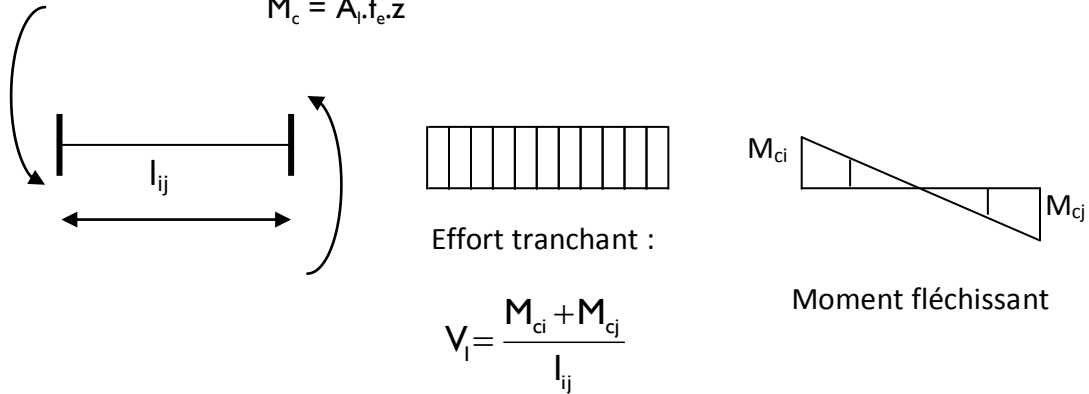 M_c = A_l.f_e.z
l_ij
Effort tranchant :
V_l = (M_ci + M_cj) / l_ij
M_ci
M_cj
Moment fléchissant